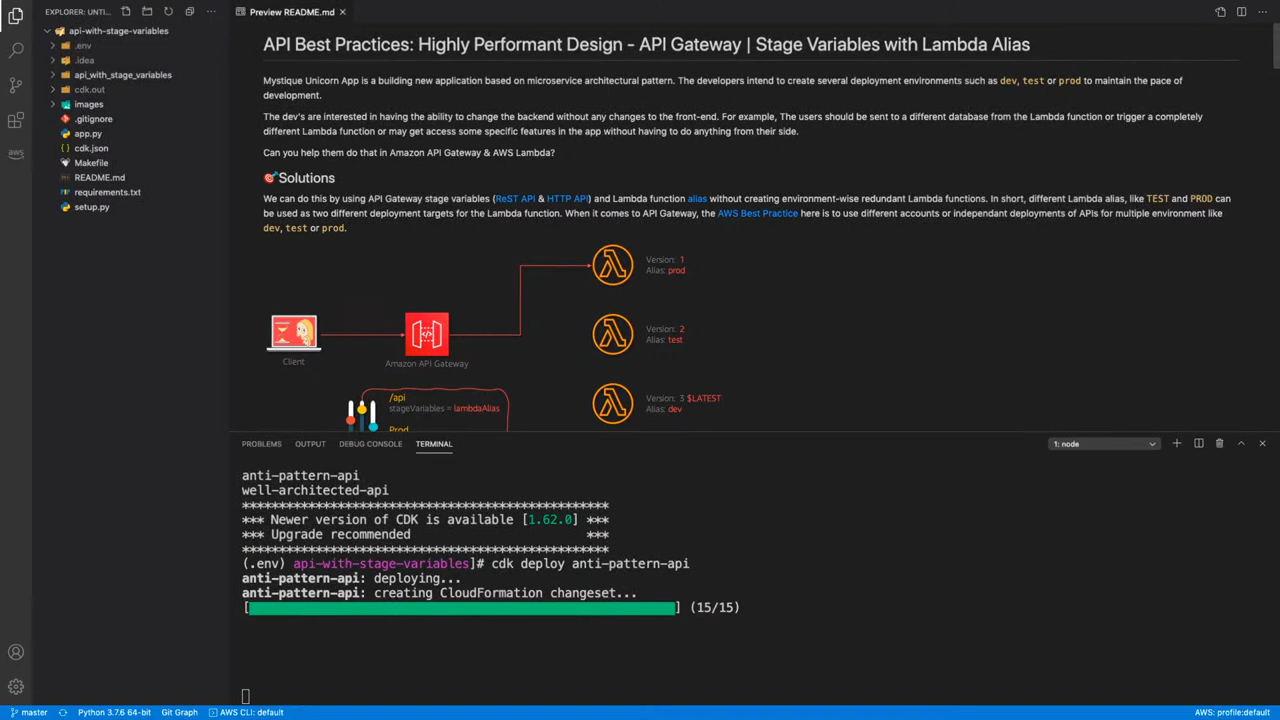 EXPLORER: UNTI...
Preview README.md
api-with-stage-variables
.env
.idea
api_with_stage_variables
cdk.out
images
.gitignore
app.py
cdk.json
Makefile
README.md
requirements.txt
setup.py
aws
API Best Practices: Highly Performant Design - API Gateway | Stage Variables with Lambda Alias
Mystique Unicorn App is a building new application based on microservice architectural pattern. The developers intend to create several deployment environments such as dev, test or prod to maintain the pace of
development.
The dev's are interested in having the ability to change the backend without any changes to the front-end. For example, The users should be sent to a different database from the Lambda function or trigger a completely
different Lambda function or may get access some specific features in the app without having to do anything from their side.
Can you help them do that in Amazon API Gateway & AWS Lambda?
🎯Solutions
We can do this by using API Gateway stage variables (ReST API & HTTP API) and Lambda function alias without creating environment-wise redundant Lambda functions. In short, different Lambda alias, like TEST and PROD can
be used as two different deployment targets for the Lambda function. When it comes to API Gateway, the AWS Best Practice here is to use different accounts or independant deployments of APIs for multiple environment like
dev, test or prod.
Version: 1
Alias: prod
Version: 2
Alias: test
Client
Amazon API Gateway
Version: 3 $LATEST
Alias: dev
/api
stageVariables = lambdaAlias
Prod
PROBLEMS OUTPUT DEBUG CONSOLE TERMINAL
1: node
anti-pattern-api
well-architected-api
***************************************************
*** Newer version of CDK is available [1.62.0] ***
*** Upgrade recommended ***
***************************************************
(.env) api-with-stage-variables]# cdk deploy anti-pattern-api
anti-pattern-api: deploying...
anti-pattern-api: creating CloudFormation changeset...
[ ] (15/15)
master Python 3.7.6 64-bit Git Graph AWS CLI: default AWS: profile:default